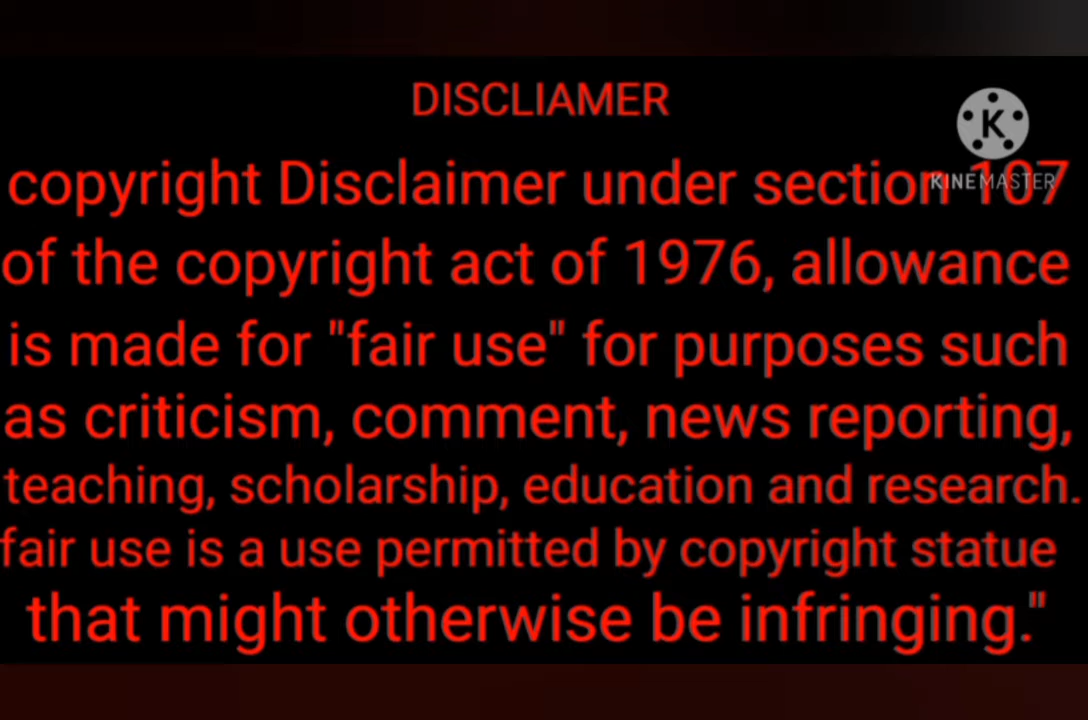 DISCLIAMER
copyright Disclaimer under section 107
of the copyright act of 1976, allowance
is made for "fair use" for purposes such
as criticism, comment, news reporting,
teaching, scholarship, education and research.
fair use is a use permitted by copyright statue
that might otherwise be infringing."
K
KINEMASTER